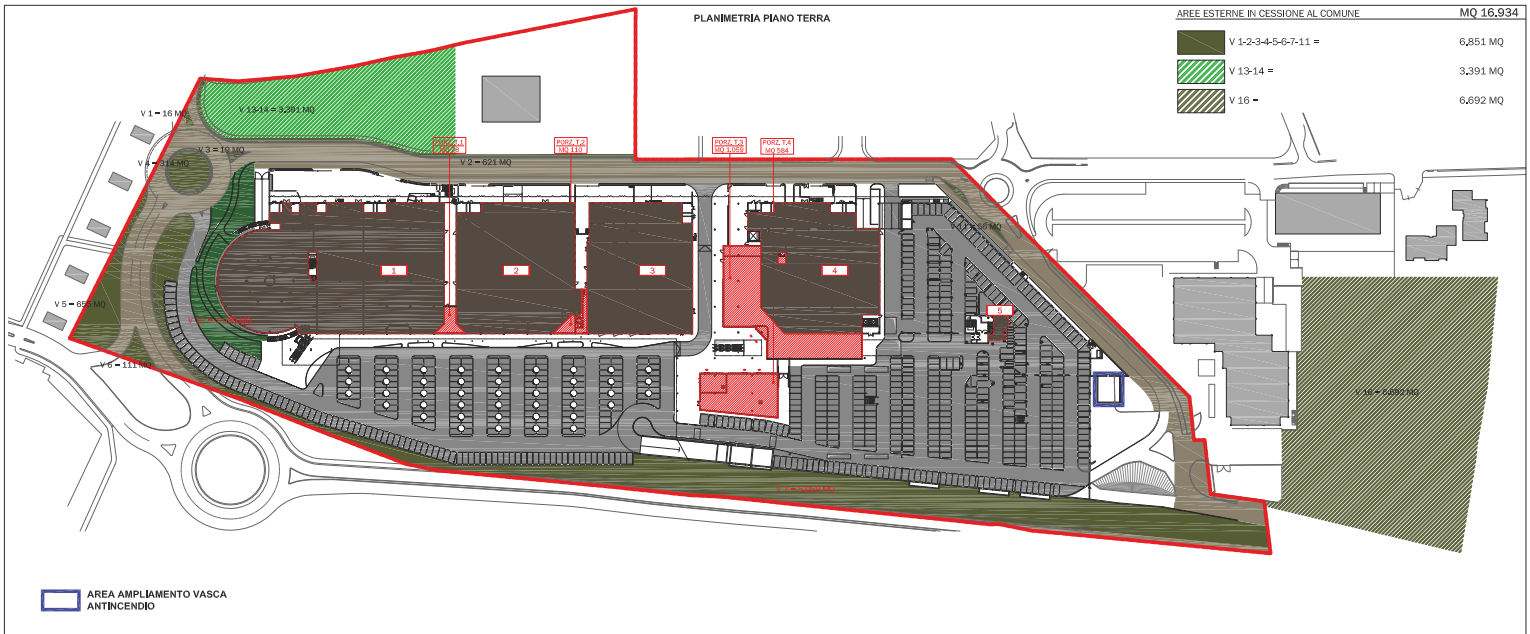 PLANIMETRIA PIANO TERRA
AREE ESTERNE IN CESSIONE AL COMUNE MQ 16.934
V 1-2-3-4-5-6-7-11 = 6.851 MQ
V 13-14 = 3.391 MQ
V 16 = 6.692 MQ
V 13-14 = 3.391 MQ
V 1 = 16 MQ
V 3 = 19 MQ
V 4 = 314 MQ
V 2 = 621 MQ
PORZ. T.1
PORZ. T.2
MQ 110
PORZ. T.3
MQ 1.059
PORZ. T.4
MQ 584
1
2
3
4
5
V 5 = 655 MQ
V 6 = 111 MQ
V 16 = 6.692 MQ
AREA AMPLIAMENTO VASCA
ANTINCENDIO